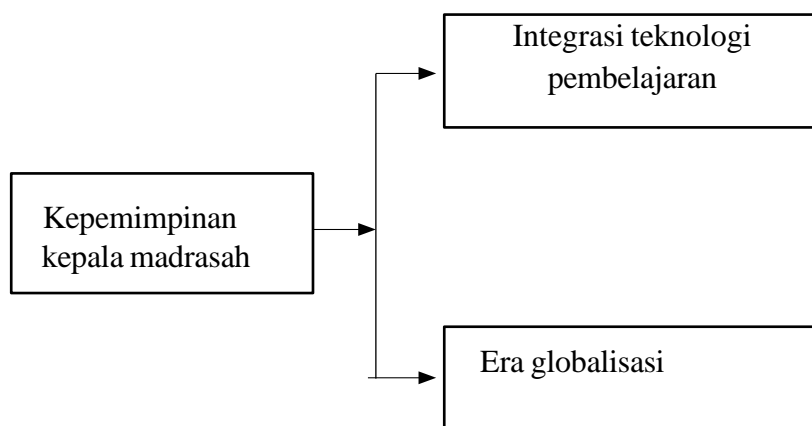 Integrasi teknologi
pembelajaran
Kepemimpinan
kepala madrasah
Era globalisasi